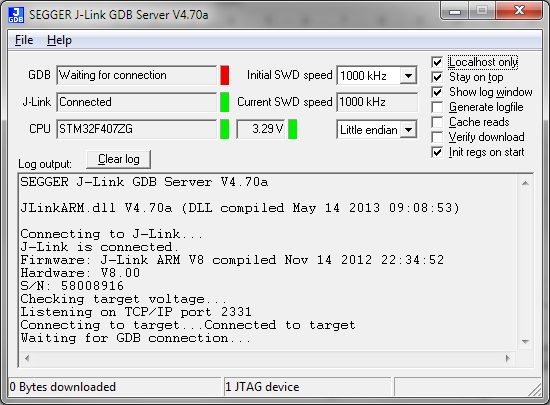 J GDB
SEGGER J-Link GDB Server V4.70a
File Help
GDB Waiting for connection Initial SWD speed 1000 kHz
J-Link Connected Current SWD speed 1000 kHz
CPU STM32F407ZG 3.29 V Little endian
Localhost only
Stay on top
Show log window
Generate logfile
Cache reads
Verify download
Init regs on start
Log output: Clear log
SEGGER J-Link GDB Server V4.70a
JLinkARM.dll V4.70a (DLL compiled May 14 2013 09:08:53)
Connecting to J-Link...
J-Link is connected.
Firmware: J-Link ARM V8 compiled Nov 14 2012 22:34:52
Hardware: V8.00
S/N: 58008916
Checking target voltage...
Listening on TCP/IP port 2331
Connecting to target...Connected to target
Waiting for GDB connection...
0 Bytes downloaded 1 JTAG device